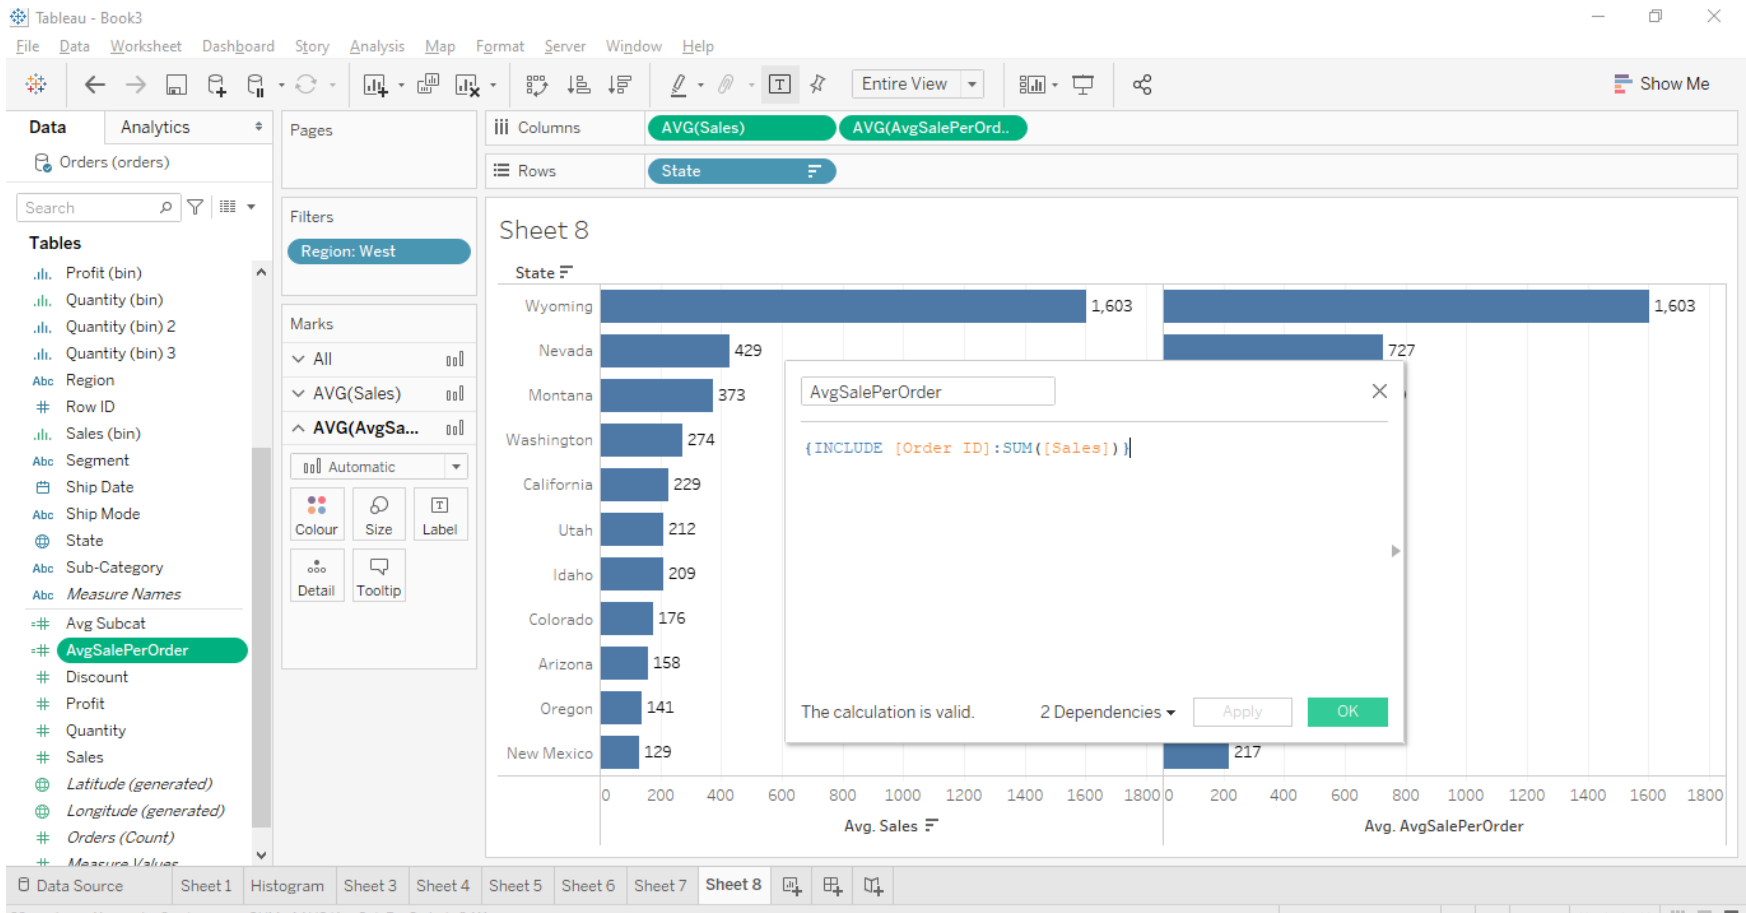 Tableau - Book3
File Data Worksheet Dashboard Story Analysis Map Format Server Window Help
Entire View
Show Me
Data Analytics
Orders (orders)
Search
Tables
Profit (bin)
Quantity (bin)
Quantity (bin) 2
Quantity (bin) 3
Abc Region
# Row ID
Sales (bin)
Abc Segment
Ship Date
Abc Ship Mode
State
Abc Sub-Category
Abc Measure Names
=# Avg Subcat
=# AvgSalePerOrder
# Discount
# Profit
# Quantity
# Sales
Latitude (generated)
Longitude (generated)
# Orders (Count)
# Measure Values
Pages
Filters
Region: West
Marks
All
AVG(Sales)
AVG(AvgSa...
Automatic
Colour Size Label
Detail Tooltip
Columns AVG(Sales) AVG(AvgSalePerOrd..
Rows State
Sheet 8
State
Wyoming 1,603 1,603
Nevada 429 727
Montana 373
Washington 274
California 229
Utah 212
Idaho 209
Colorado 176
Arizona 158
Oregon 141
New Mexico 129 217
0 200 400 600 800 1000 1200 1400 1600 1800 0 200 400 600 800 1000 1200 1400 1600 1800
Avg. Sales Avg. AvgSalePerOrder
AvgSalePerOrder
{INCLUDE [Order ID]:SUM([Sales])}
The calculation is valid. 2 Dependencies Apply OK
Data Source Sheet 1 Histogram Sheet 3 Sheet 4 Sheet 5 Sheet 6 Sheet 7 Sheet 8